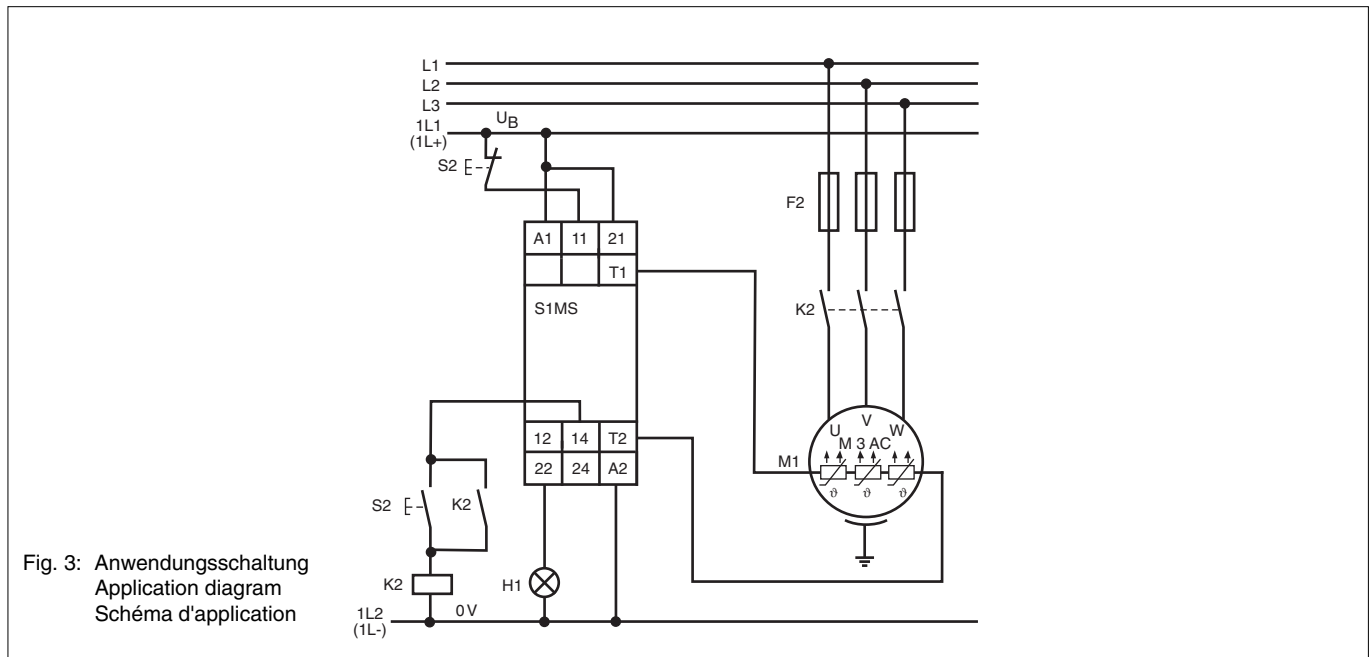 L1
L2
L3
1L1 UB
(1L+)
S2
F2
A1 11 21
T1
S1MS
K2
U V W
M 3 AC
12 14 T2
M1
22 24 A2
ϑ ϑ ϑ
S2 K2
Fig. 3: Anwendungsschaltung
Application diagram
Schéma d'application
K2
H1
1L2 0 V
(1L-)